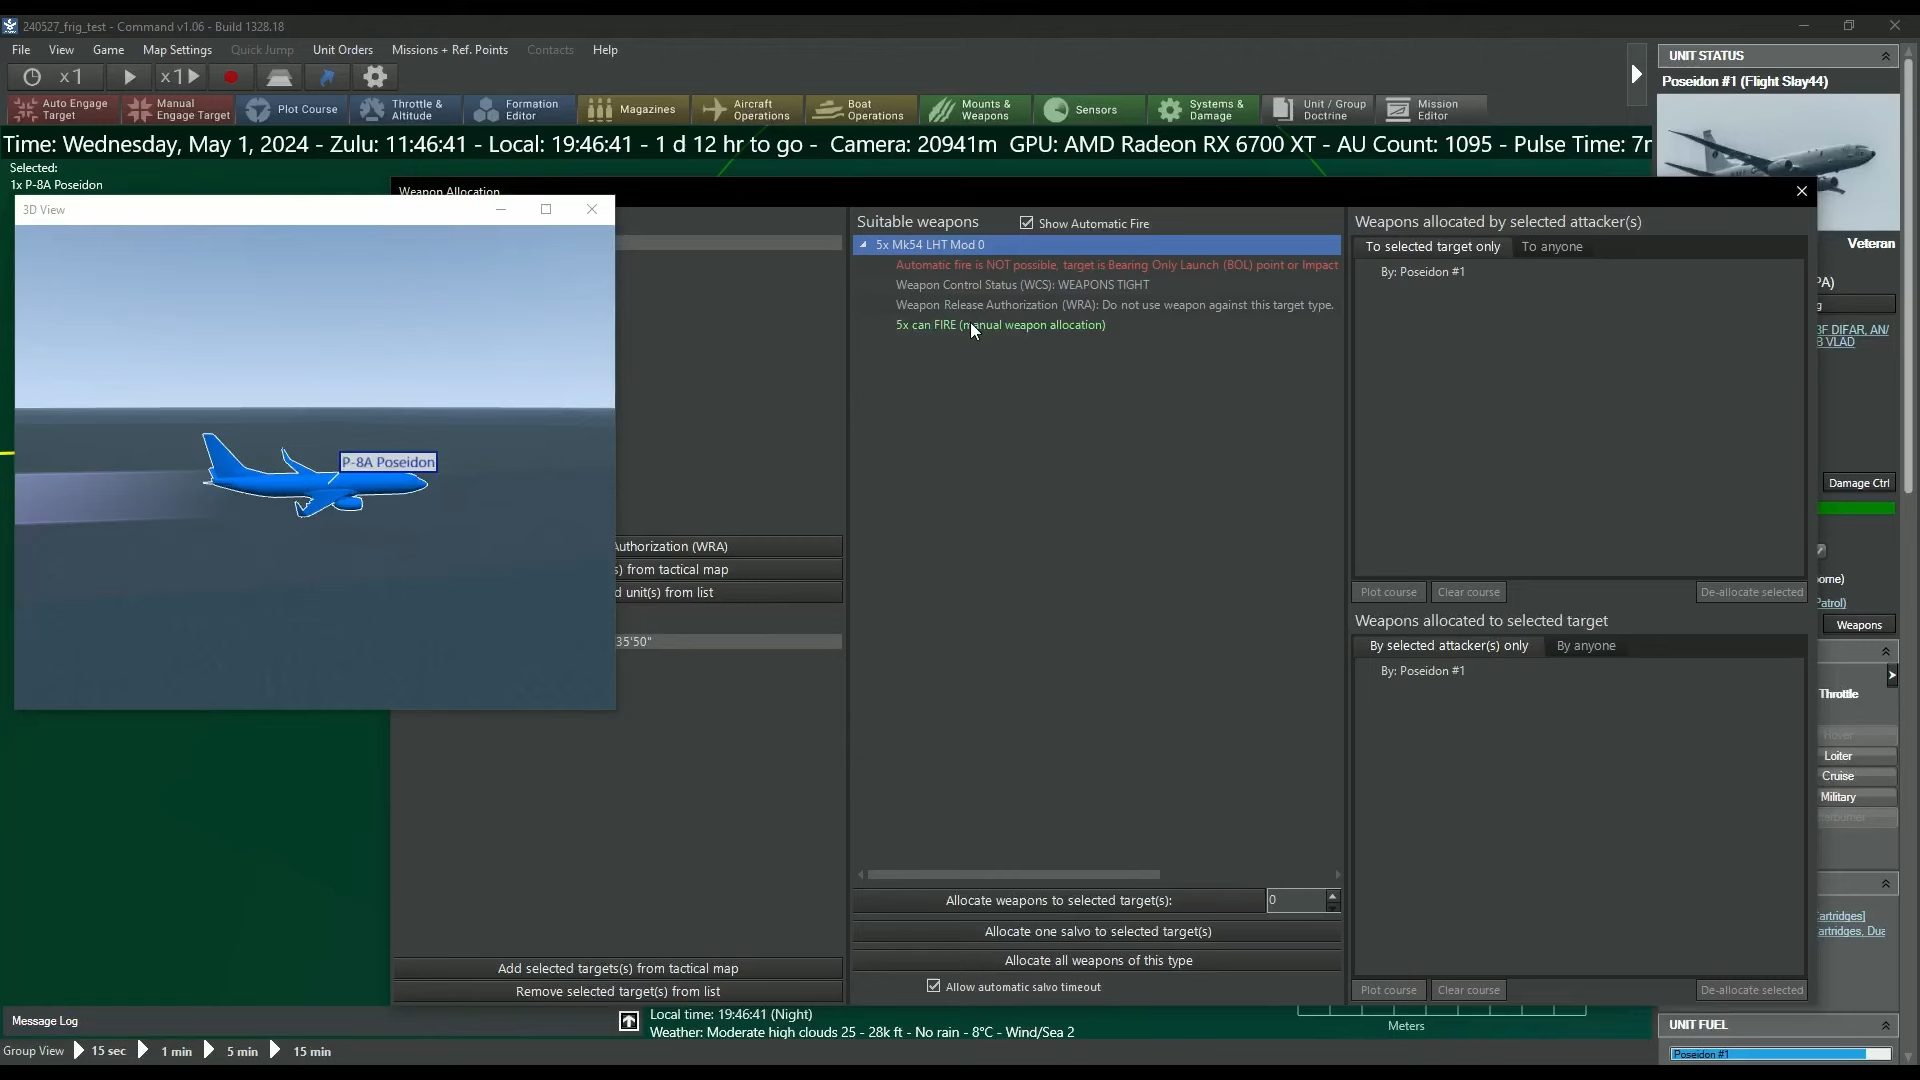 240527_frig_test - Command v1.06 - Build 1328.18
File View Game Map Settings Quick Jump Unit Orders Missions + Ref. Points Contacts Help
x 1 x1
Auto Engage Target
Manual Engage Target
Plot Course
Throttle & Altitude
Formation Editor
Magazines
Aircraft Operations
Boat Operations
Mounts & Weapons
Sensors
Systems & Damage
Unit / Group Doctrine
Mission Editor
Time: Wednesday, May 1, 2024 - Zulu: 11:46:41 - Local: 19:46:41 - 1 d 12 hr to go - Camera: 20941m GPU: AMD Radeon RX 6700 XT - AU Count: 1095 - Pulse Time: 7
Selected:
1x P-8A Poseidon
Weapon Allocation
3D View
P-8A Poseidon
Authorization (WRA)
s) from tactical map
d unit(s) from list
35'50"
Add selected targets(s) from tactical map
Remove selected target(s) from list
Suitable weapons
Show Automatic Fire
5x Mk54 LHT Mod 0
Automatic fire is NOT possible, target is Bearing Only Launch (BOL) point or Impact
Weapon Control Status (WCS): WEAPONS TIGHT
Weapon Release Authorization (WRA): Do not use weapon against this target type.
5x can FIRE (manual weapon allocation)
Allocate weapons to selected target(s): 0
Allocate one salvo to selected target(s)
Allocate all weapons of this type
Allow automatic salvo timeout
Weapons allocated by selected attacker(s)
To selected target only To anyone
By: Poseidon #1
Plot course Clear course De-allocate selected
Weapons allocated to selected target
By selected attacker(s) only By anyone
By: Poseidon #1
Plot course Clear course De-allocate selected
UNIT STATUS
Poseidon #1 (Flight Slay44)
Veteran
PA)
g
BF DIFAR, AN/
B VLAD
Damage Ctrl
ome)
Patrol)
Weapons
Throttle
Hover
Loiter
Cruise
Military
erburner
artridges]
artridges, Dua
UNIT FUEL
Poseidon #1
Message Log
Local time: 19:46:41 (Night)
Weather: Moderate high clouds 25 - 28k ft - No rain - 8°C - Wind/Sea 2
Meters
Group View 15 sec 1 min 5 min 15 min